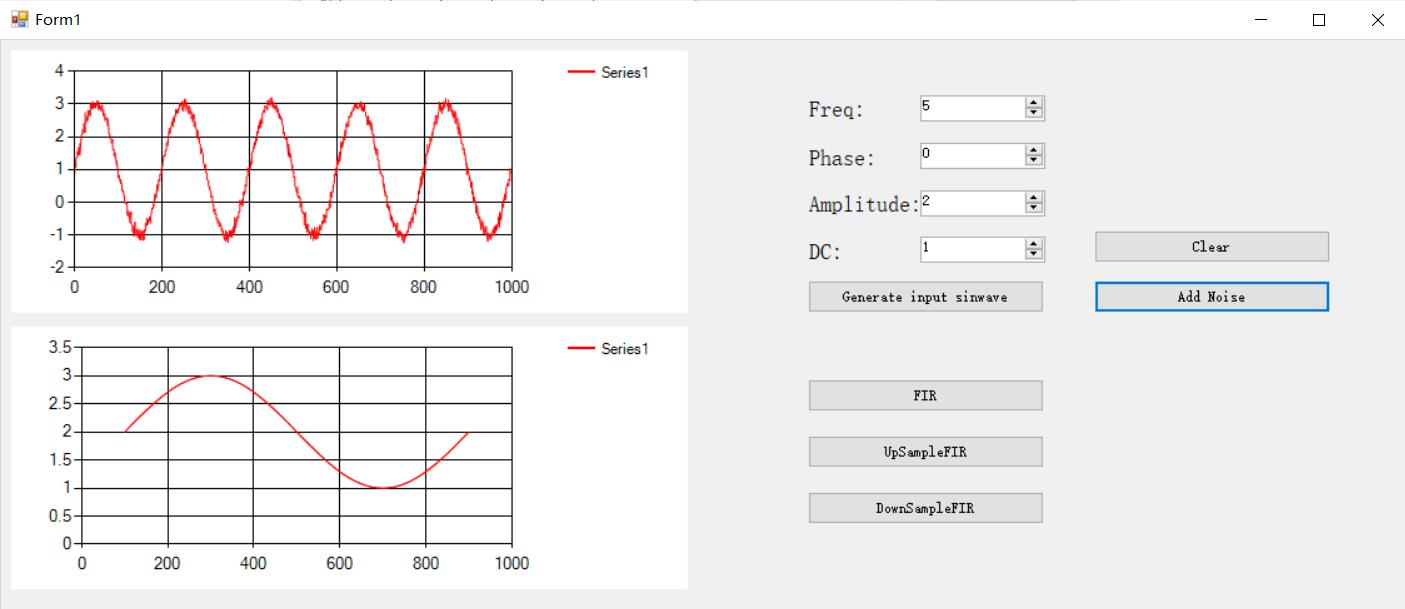 Form1
4
3
2
1
0
-1
-2
0 200 400 600 800 1000
Series1
3.5
3
2.5
2
1.5
1
0.5
0
0 200 400 600 800 1000
Series1
Freq: 5
Phase: 0
Amplitude: 2
DC: 1
Clear
Generate input sinwave
Add Noise
FIR
UpSampleFIR
DownSampleFIR